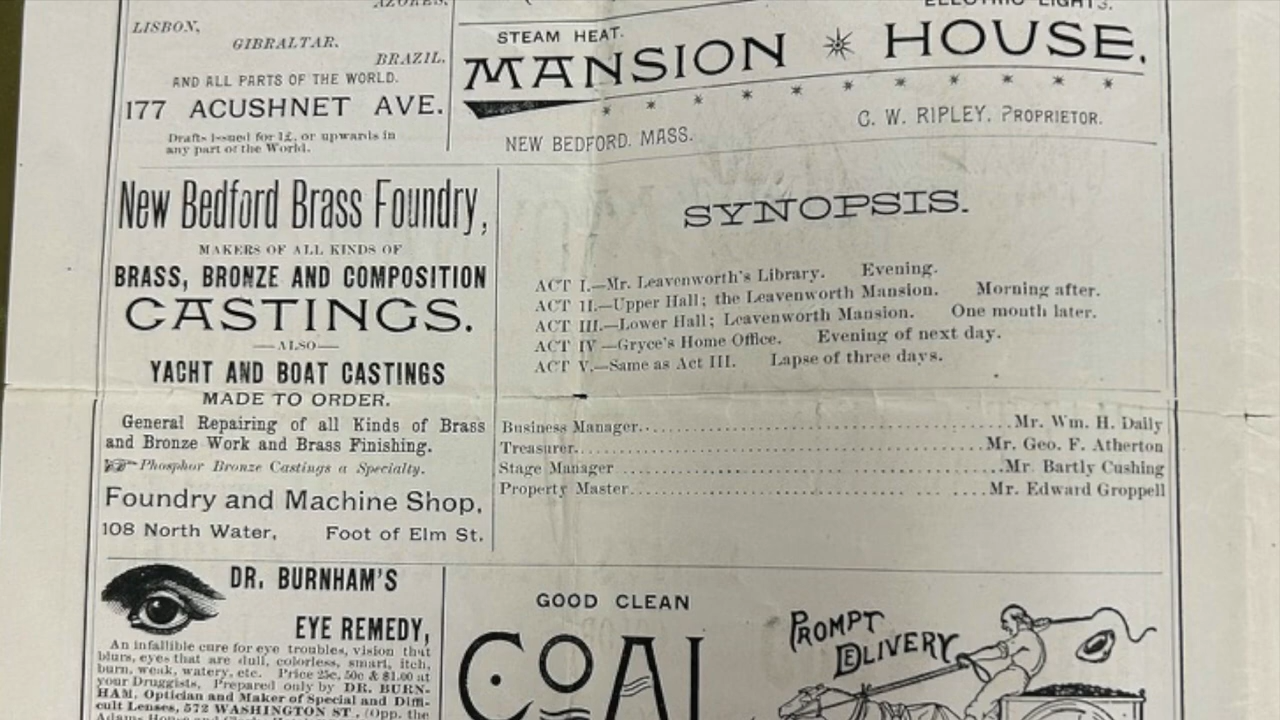 AZORES,
LISBON,
GIBRALTAR,
BRAZIL,
AND ALL PARTS OF THE WORLD.
177 ACUSHNET AVE.
Drafts Issued for 1£, or upwards in
any part of the World.
ELECTRIC LIGHTS.
STEAM HEAT.
MANSION HOUSE.
C. W. RIPLEY, PROPRIETOR.
NEW BEDFORD, MASS.
New Bedford Brass Foundry,
MAKERS OF ALL KINDS OF
BRASS, BRONZE AND COMPOSITION
CASTINGS.
—ALSO—
YACHT AND BOAT CASTINGS
MADE TO ORDER.
General Repairing of all Kinds of Brass
and Bronze Work and Brass Finishing.
Phosphor Bronze Castings a Specialty.
Foundry and Machine Shop,
108 North Water, Foot of Elm St.
SYNOPSIS.
ACT I.—Mr. Leavenworth's Library. Evening.
ACT II.—Upper Hall; the Leavenworth Mansion. Morning after.
ACT III.—Lower Hall; Leavenworth Mansion. One month later.
ACT IV—Gryce's Home Office. Evening of next day.
ACT V.—Same as Act III. Lapse of three days.
Business Manager........Mr. Wm. H. Daily
Treasurer........Mr. Geo. F. Atherton
Stage Manager........Mr. Bartly Cushing
Property Master........Mr. Edward Groppell
DR. BURNHAM'S
EYE REMEDY,
An infallible cure for eye troubles, vision that
blurs, eyes that are dull, colorless, smart, itch,
burn, weak, watery, etc. Price 25c, 50c & $1.00 at
your Druggists, Prepared only by DR. BURN-
HAM, Optician and Maker of Special and Diffi-
cult Lenses, 572 WASHINGTON ST., (Opp. the
Adams House
GOOD CLEAN
COAL
PROMPT
DELIVERY